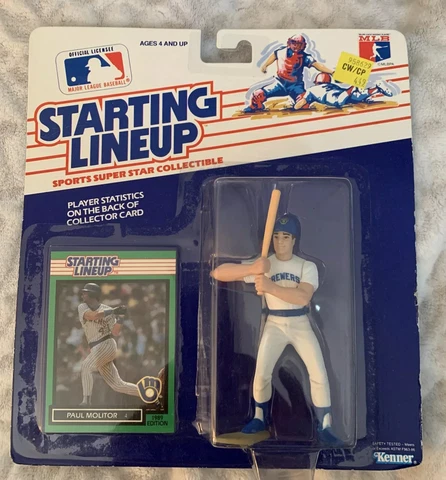 OFFICIAL LICENSEE
MAJOR LEAGUE BASEBALL
AGES 4 AND UP
MLB
CW/CP
STARTING
LINEUP
SPORTS SUPER STAR COLLECTIBLE
PLAYER STATISTICS
ON THE BACK OF
COLLECTOR CARD
STARTING
LINEUP
PAUL MOLITOR
1989
EDITION
BREWERS
Kenner